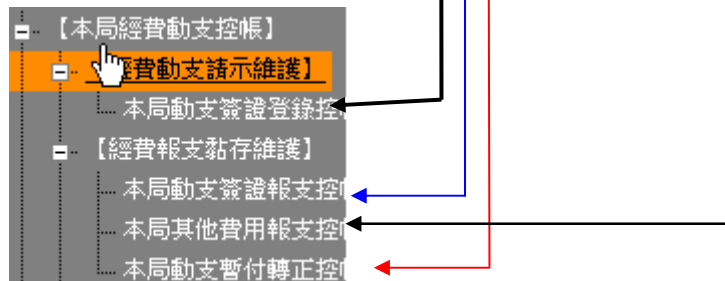 【本局經費動支控帳】
經費動支請示維護】
本局動支簽證登錄控
【經費報支黏存維護】
本局動支簽證報支控
本局其他費用報支控
本局動支暫付轉正控